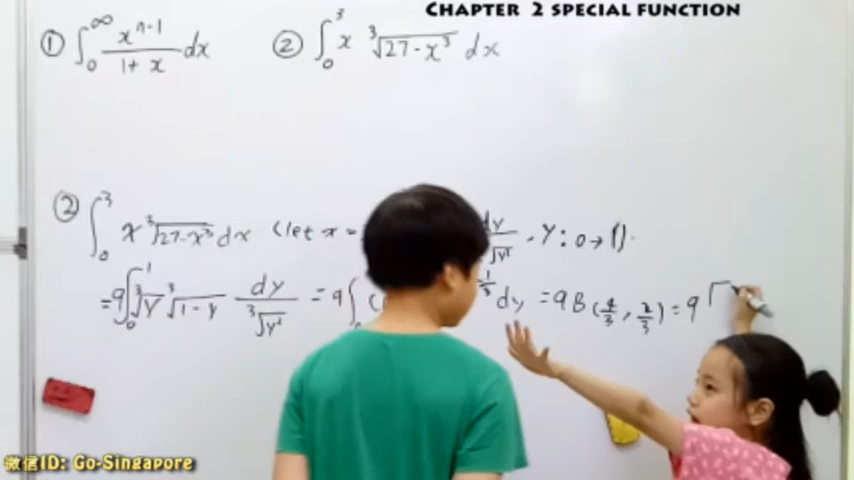 CHAPTER 2 SPECIAL FUNCTION
① ∫₀^∞ x^(n-1)/(1+x) dx ② ∫₀³ x ∛(27-x³) dx
② ∫₀³ x ∛(27-x³) dx (let x = dy/∛y² , y: 0→1).
= 9∫₀¹ ∛y ∛(1-y) dy/∛y² = 9∫ ( dy = 9B(4/3, 2/3) = 9 Γ
微信ID: Go-Singapore